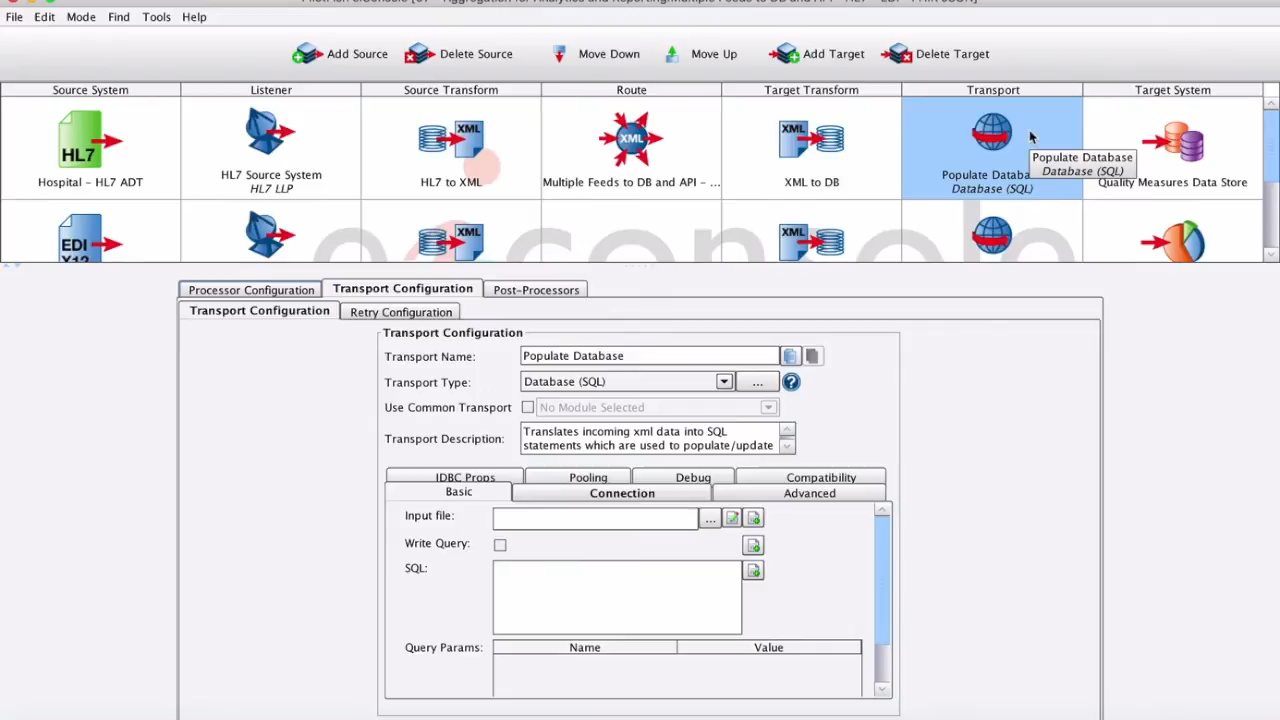 File Edit Mode Find Tools Help
Add Source Delete Source Move Down Move Up Add Target Delete Target
Source System Listener Source Transform Route Target Transform Transport Target System
HL7 XML XML XML
Hospital - HL7 ADT HL7 Source System HL7 to XML Multiple Feeds to DB and API - ... XML to DB Populate Databa Quality Measures Data Store
HL7 LLP Database (SQL)
Populate Database
Database (SQL)
EDI X12 XML XML
Processor Configuration Transport Configuration Post-Processors
Transport Configuration Retry Configuration
Transport Configuration
Transport Name: Populate Database
Transport Type: Database (SQL) ... ?
Use Common Transport No Module Selected
Transport Description: Translates incoming xml data into SQL
statements which are used to populate/update
JDBC Props Pooling Debug Compatibility
Basic Connection Advanced
Input file: ...
Write Query:
SQL:
Query Params: Name Value